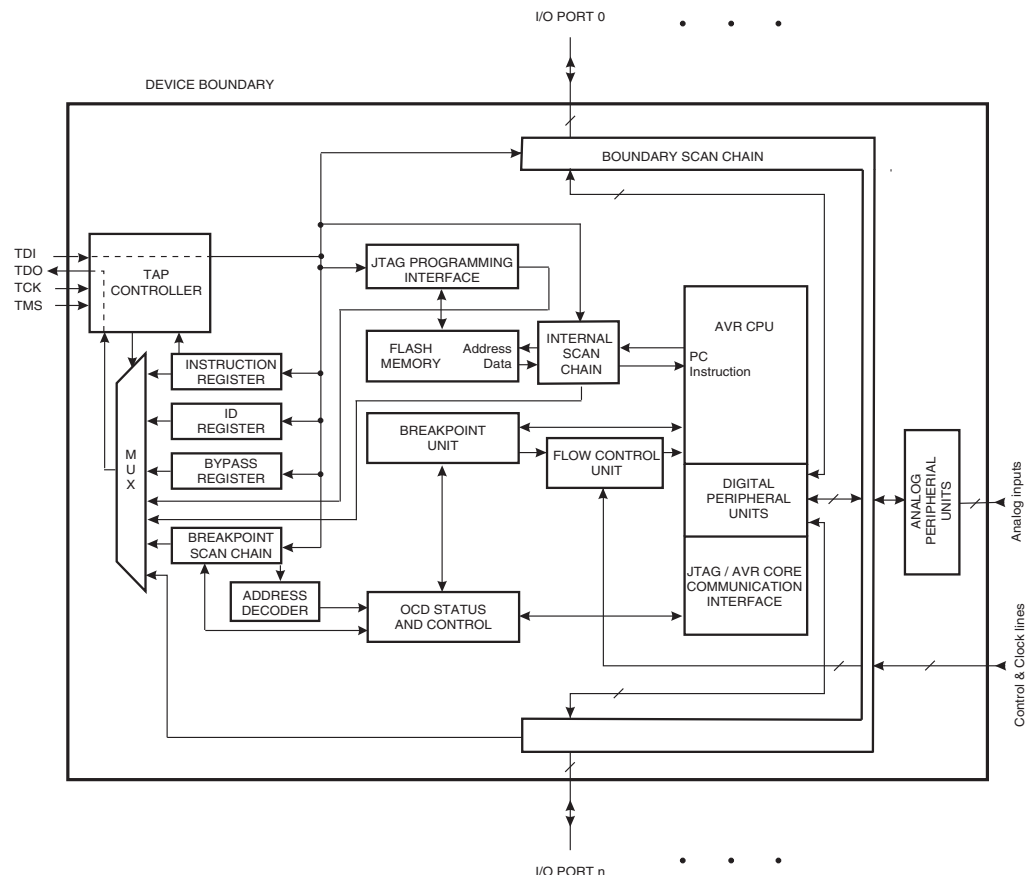 I/O PORT 0
DEVICE BOUNDARY
BOUNDARY SCAN CHAIN
TDI
TDO
TCK
TMS
TAP
CONTROLLER
JTAG PROGRAMMING
INTERFACE
FLASH
MEMORY
Address
Data
INTERNAL
SCAN
CHAIN
AVR CPU
PC
Instruction
INSTRUCTION
REGISTER
ID
REGISTER
BYPASS
REGISTER
MUX
BREAKPOINT
UNIT
FLOW CONTROL
UNIT
DIGITAL
PERIPHERAL
UNITS
ANALOG
PERIPHERIAL
UNITS
Analog inputs
BREAKPOINT
SCAN CHAIN
ADDRESS
DECODER
OCD STATUS
AND CONTROL
JTAG / AVR CORE
COMMUNICATION
INTERFACE
Control & Clock lines
I/O PORT n